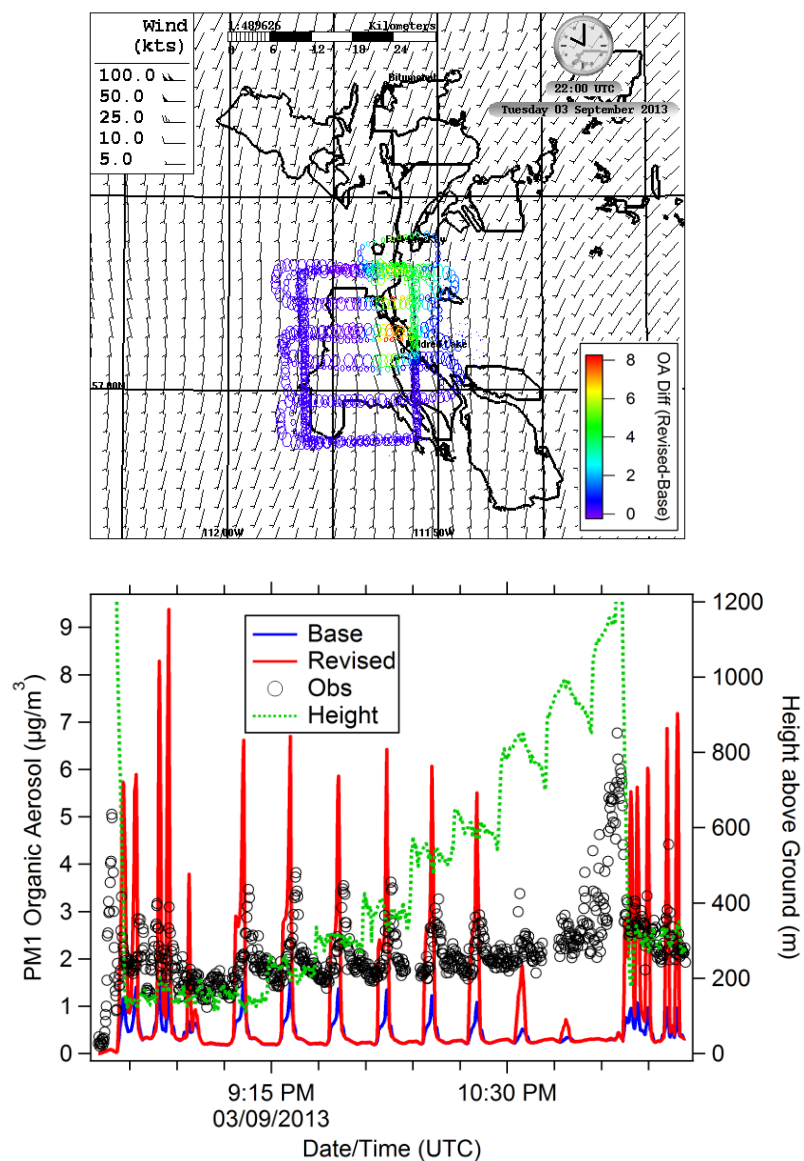 Wind
(kts)
100.0
50.0
25.0
10.0
5.0
1:489626 Kilometers
0 6 12 18 24
22:00 UTC
Tuesday 03 September 2013
Bitumount
57.00N
112.00W
111.50W
8
6
4
2
0
OA Diff (Revised-Base)
Base
Revised
Obs
Height
9
8
7
6
5
4
3
2
1
0
PM1 Organic Aerosol (µg/m³)
1200
1000
800
600
400
200
0
Height above Ground (m)
9:15 PM
03/09/2013
10:30 PM
Date/Time (UTC)